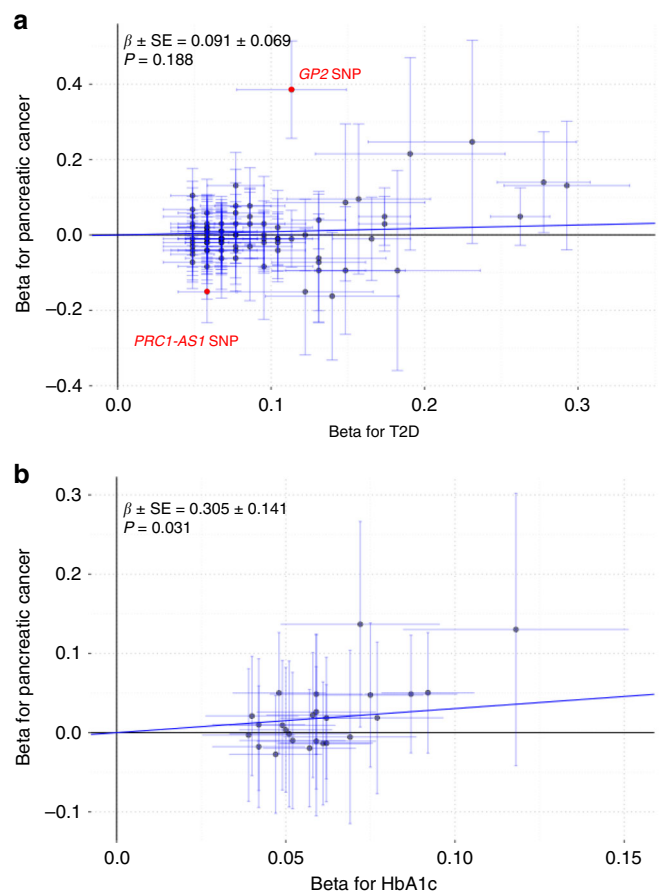 a
β ± SE = 0.091 ± 0.069
P = 0.188
GP2 SNP
0.4
0.2
0.0
−0.2
−0.4
PRC1-AS1 SNP
Beta for pancreatic cancer
0.0
0.1
0.2
0.3
Beta for T2D
b
β ± SE = 0.305 ± 0.141
P = 0.031
0.3
0.2
0.1
0.0
−0.1
Beta for pancreatic cancer
0.0
0.05
0.10
0.15
Beta for HbA1c